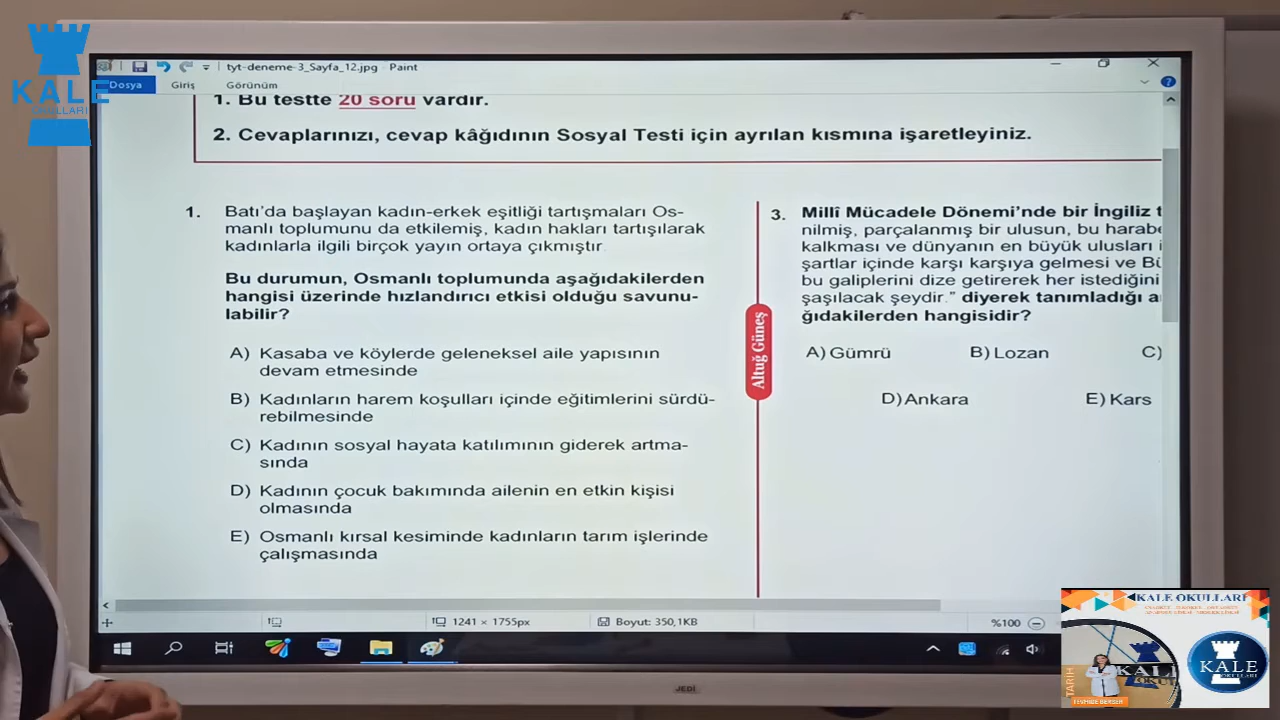 KALE
OKULLARI
tyt-deneme-3_Sayfa_12.jpg - Paint
Dosya
Giriş
Görünüm
1. Bu testte 20 soru vardır.
2. Cevaplarınızı, cevap kâğıdının Sosyal Testi için ayrılan kısmına işaretleyiniz.
1. Batı'da başlayan kadın-erkek eşitliği tartışmaları Os-
manlı toplumunu da etkilemiş, kadın hakları tartışılarak
kadınlarla ilgili birçok yayın ortaya çıkmıştır.
Bu durumun, Osmanlı toplumunda aşağıdakilerden
hangisi üzerinde hızlandırıcı etkisi olduğu savunu-
labilir?
A) Kasaba ve köylerde geleneksel aile yapısının
devam etmesinde
B) Kadınların harem koşulları içinde eğitimlerini sürdü-
rebilmesinde
C) Kadının sosyal hayata katılımının giderek artma-
sında
D) Kadının çocuk bakımında ailenin en etkin kişisi
olmasında
E) Osmanlı kırsal kesiminde kadınların tarım işlerinde
çalışmasında
Altuğ Güneş
3. Millî Mücadele Dönemi'nde bir İngiliz
nilmiş, parçalanmış bir ulusun, bu
kalkması ve dünyanın en büyük ulusları
şartlar içinde karşı karşıya gelmesi ve
bu galiplerini dize getirerek her istediğini
şaşılacak şeydir." diyerek tanımladığı
ğıdakilerden hangisidir?
A) Gümrü
B) Lozan
C)
D) Ankara
E) Kars
1241 × 1755px
Boyut: 350,1KB
%100
JEDİ
KALE OKULLARI
TARİH
KALE
OKULLARI